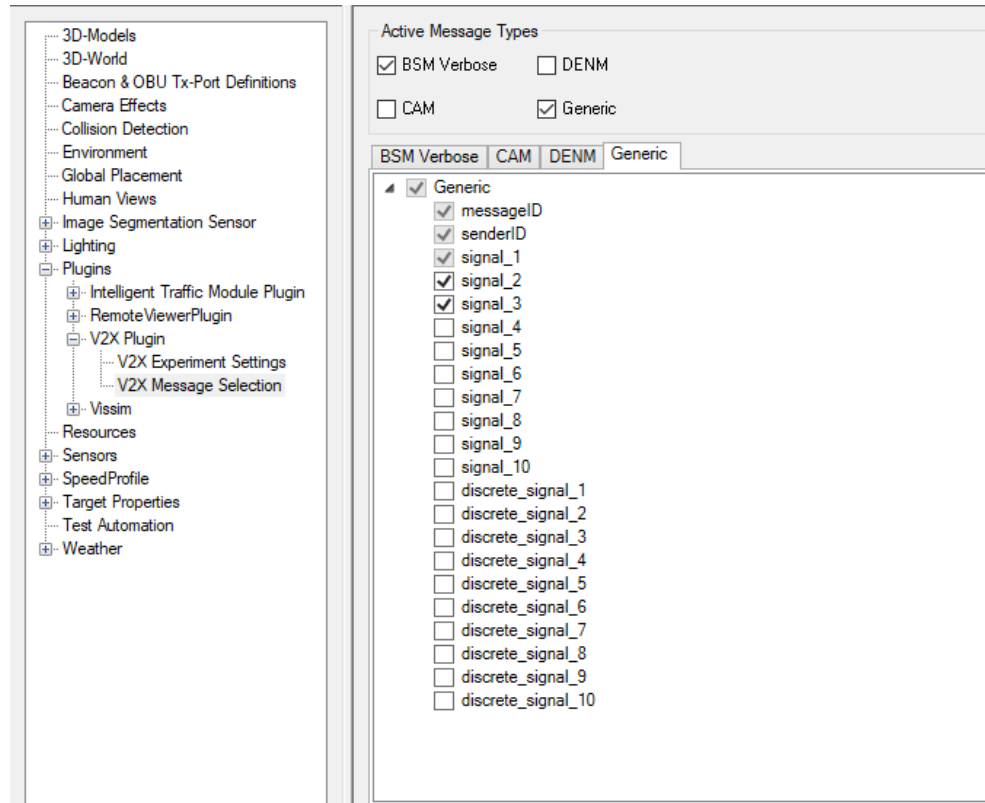 3D-Models
3D-World
Beacon & OBU Tx-Port Definitions
Camera Effects
Collision Detection
Environment
Global Placement
Human Views
Image Segmentation Sensor
Lighting
Plugins
Intelligent Traffic Module Plugin
RemoteViewerPlugin
V2X Plugin
V2X Experiment Settings
V2X Message Selection
Vissim
Resources
Sensors
SpeedProfile
Target Properties
Test Automation
Weather
Active Message Types
BSM Verbose DENM
CAM Generic
BSM Verbose CAM DENM Generic
Generic
messageID
senderID
signal_1
signal_2
signal_3
signal_4
signal_5
signal_6
signal_7
signal_8
signal_9
signal_10
discrete_signal_1
discrete_signal_2
discrete_signal_3
discrete_signal_4
discrete_signal_5
discrete_signal_6
discrete_signal_7
discrete_signal_8
discrete_signal_9
discrete_signal_10